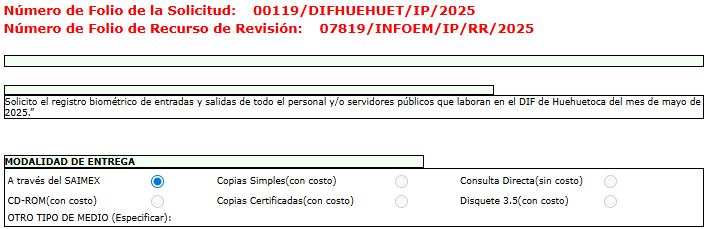 Número de Folio de la Solicitud: 00119/DIFHUEHUET/IP/2025
Número de Folio de Recurso de Revisión: 07819/INFOEM/IP/RR/2025
Solicito el registro biométrico de entradas y salidas de todo el personal y/o servidores públicos que laboran en el DIF de Huehuetoca del mes de mayo de
2025.”
MODALIDAD DE ENTREGA
A través del SAIMEX Copias Simples(con costo) Consulta Directa(sin costo)
CD-ROM(con costo) Copias Certificadas(con costo) Disquete 3.5(con costo)
OTRO TIPO DE MEDIO (Especificar):